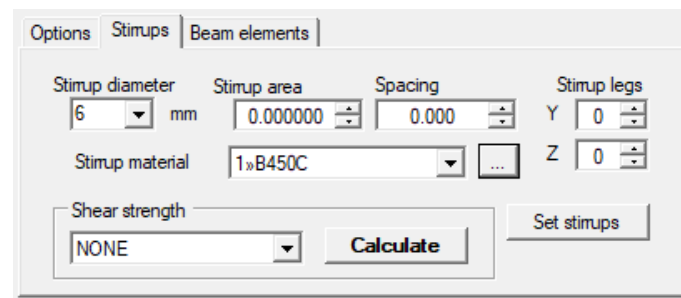 Options Stirrups Beam elements
Stirrup diameter Stirrup area Spacing Stirrup legs
6 mm 0.000000 0.000 Y 0
Stirrup material 1»B450C ... Z 0
Shear strength
NONE Calculate Set stirrups